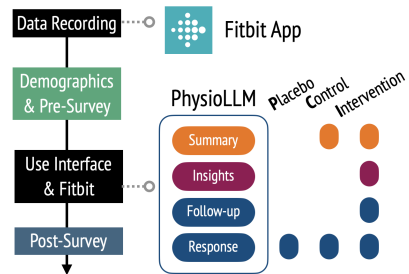 Data Recording
Fitbit App
Demographics
& Pre-Survey
Use Interface
& Fitbit
Post-Survey
PhysioLLM
Placebo
Control
Intervention
Summary
Insights
Follow-up
Response